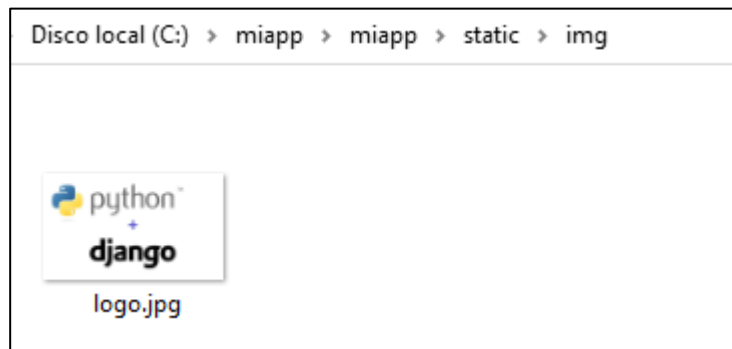 Disco local (C:) > miapp > miapp > static > img
python™
+
django
logo.jpg